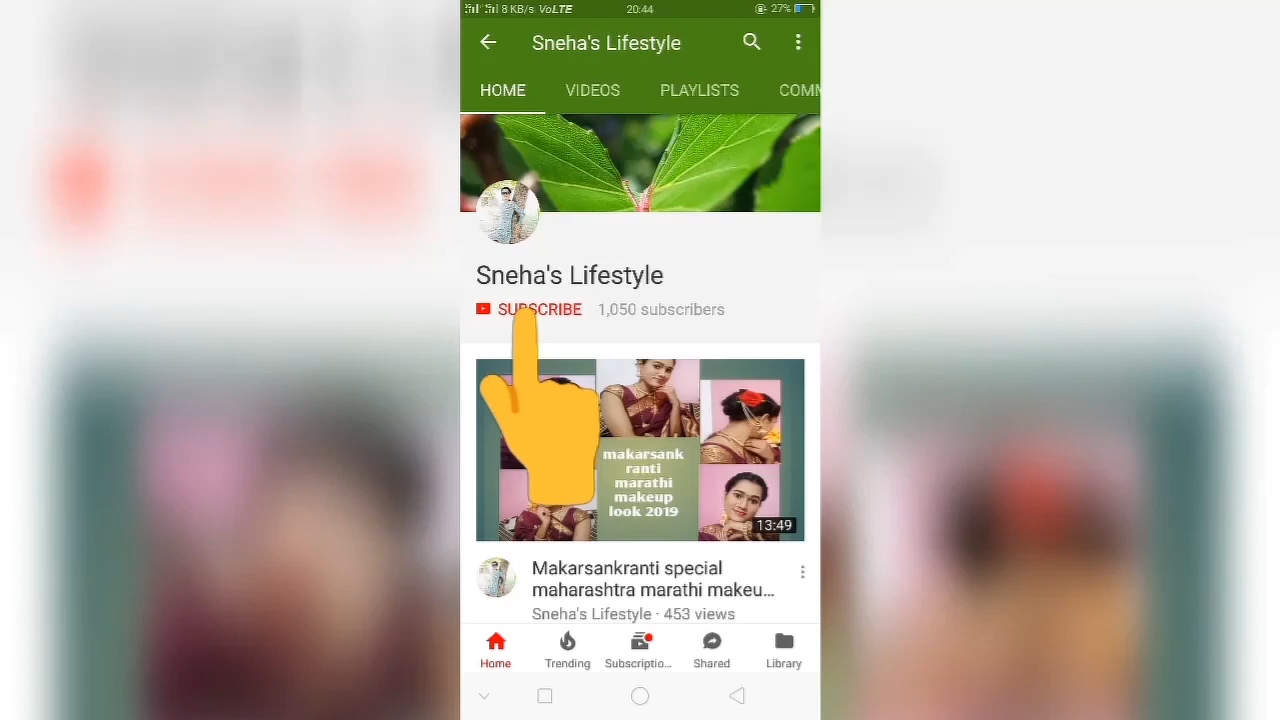 8 KB/s VoLTE 20:44 27%
Sneha's Lifestyle
HOME VIDEOS PLAYLISTS COMM
Sneha's Lifestyle
SUBSCRIBE 1,050 subscribers
makarsank
ranti
marathi
makeup
look 2019
13:49
Makarsankranti special
maharashtra marathi makeu...
Sneha's Lifestyle · 453 views
Home Trending Subscriptio... Shared Library